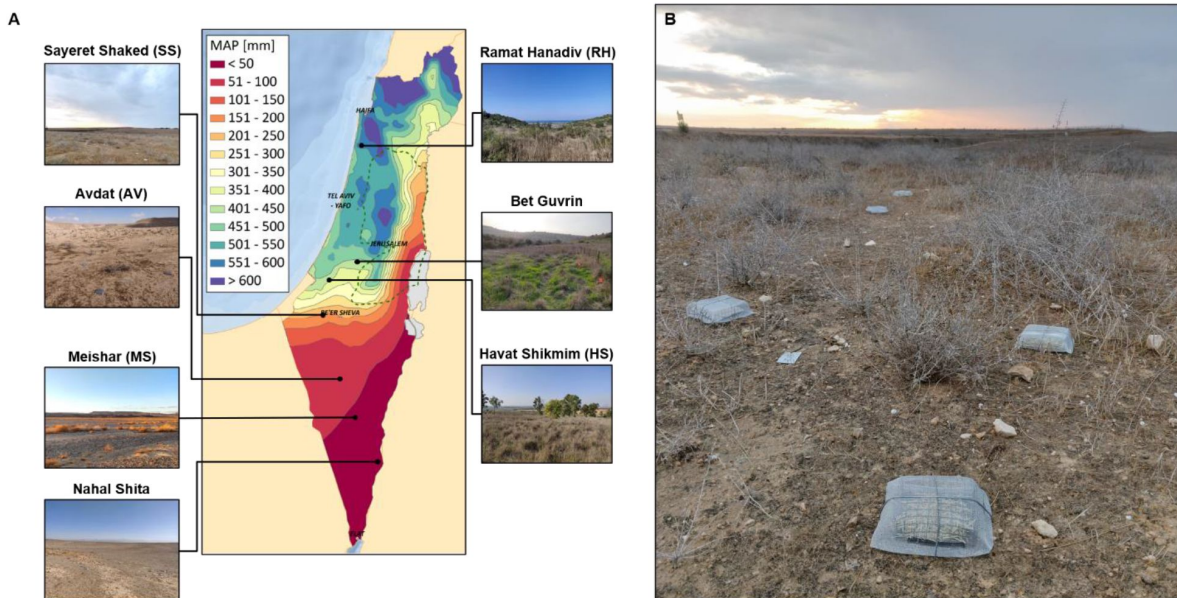 A
B
Sayeret Shaked (SS)
Avdat (AV)
Meishar (MS)
Nahal Shita
MAP [mm]
< 50
51 - 100
101 - 150
151 - 200
201 - 250
251 - 300
301 - 350
351 - 400
401 - 450
451 - 500
501 - 550
551 - 600
> 600
HAIFA
TEL AVIV
- YAFO
JERUSALEM
BE'ER SHEVA
Ramat Hanadiv (RH)
Bet Guvrin
Havat Shikmim (HS)